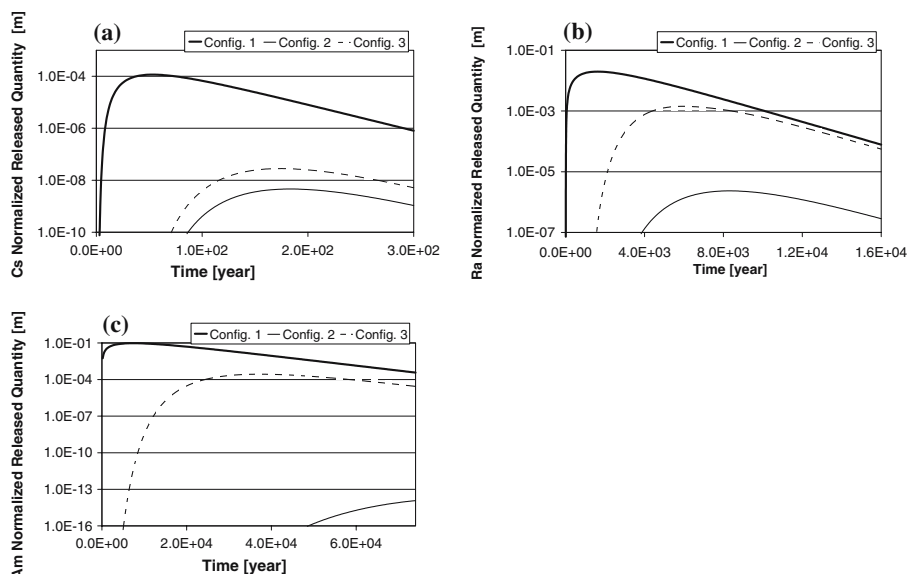 (a)
Config. 1 Config. 2 Config. 3
Cs Normalized Released Quantity [m]
1.0E-04
1.0E-06
1.0E-08
1.0E-10
0.0E+00 1.0E+02 2.0E+02 3.0E+02
Time [year]
(b)
Config. 1 Config. 2 Config. 3
Ra Normalized Released Quantity [m]
1.0E-01
1.0E-03
1.0E-05
1.0E-07
0.0E+00 4.0E+03 8.0E+03 1.2E+04 1.6E+04
Time [year]
(c)
Config. 1 Config. 2 Config. 3
Am Normalized Released Quantity [m]
1.0E-01
1.0E-04
1.0E-07
1.0E-10
1.0E-13
1.0E-16
0.0E+00 2.0E+04 4.0E+04 6.0E+04
Time [year]